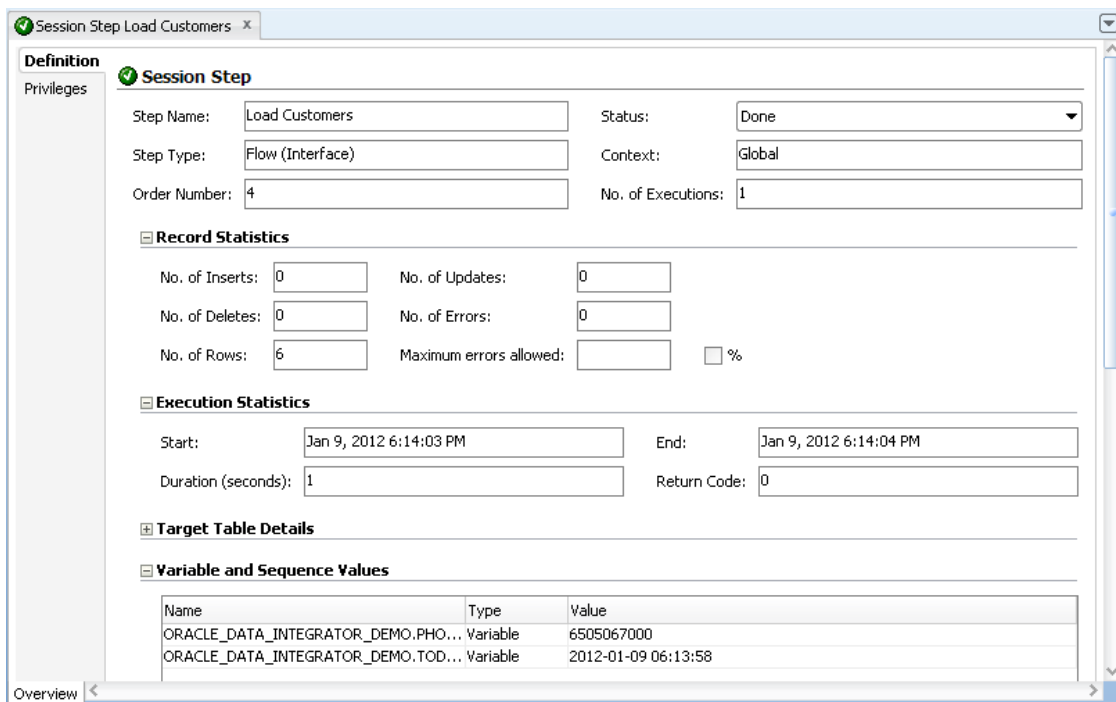 Session Step Load Customers x
Definition
Privileges
Session Step
Step Name: Load Customers Status: Done
Step Type: Flow (Interface) Context: Global
Order Number: 4 No. of Executions: 1
Record Statistics
No. of Inserts: 0 No. of Updates: 0
No. of Deletes: 0 No. of Errors: 0
No. of Rows: 6 Maximum errors allowed: %
Execution Statistics
Start: Jan 9, 2012 6:14:03 PM End: Jan 9, 2012 6:14:04 PM
Duration (seconds): 1 Return Code: 0
Target Table Details
Variable and Sequence Values
Name Type Value
ORACLE_DATA_INTEGRATOR_DEMO.PHO... Variable 6505067000
ORACLE_DATA_INTEGRATOR_DEMO.TOD... Variable 2012-01-09 06:13:58
Overview